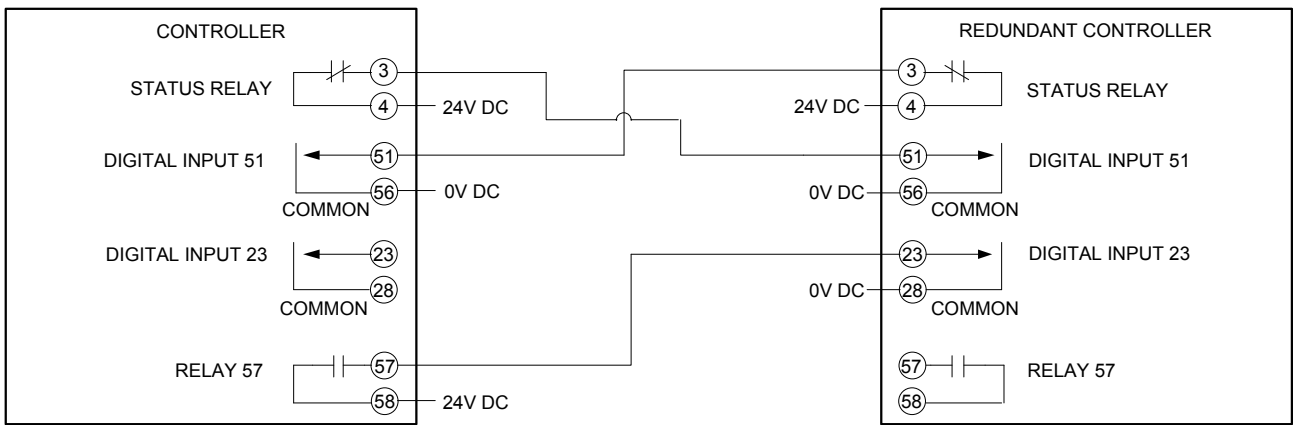 CONTROLLER
STATUS RELAY
3
4
24V DC
DIGITAL INPUT 51
51
56
0V DC
COMMON
DIGITAL INPUT 23
23
28
COMMON
RELAY 57
57
58
24V DC
REDUNDANT CONTROLLER
3
STATUS RELAY
24V DC
4
51
DIGITAL INPUT 51
0V DC
56
COMMON
23
DIGITAL INPUT 23
0V DC
28
COMMON
57
RELAY 57
58